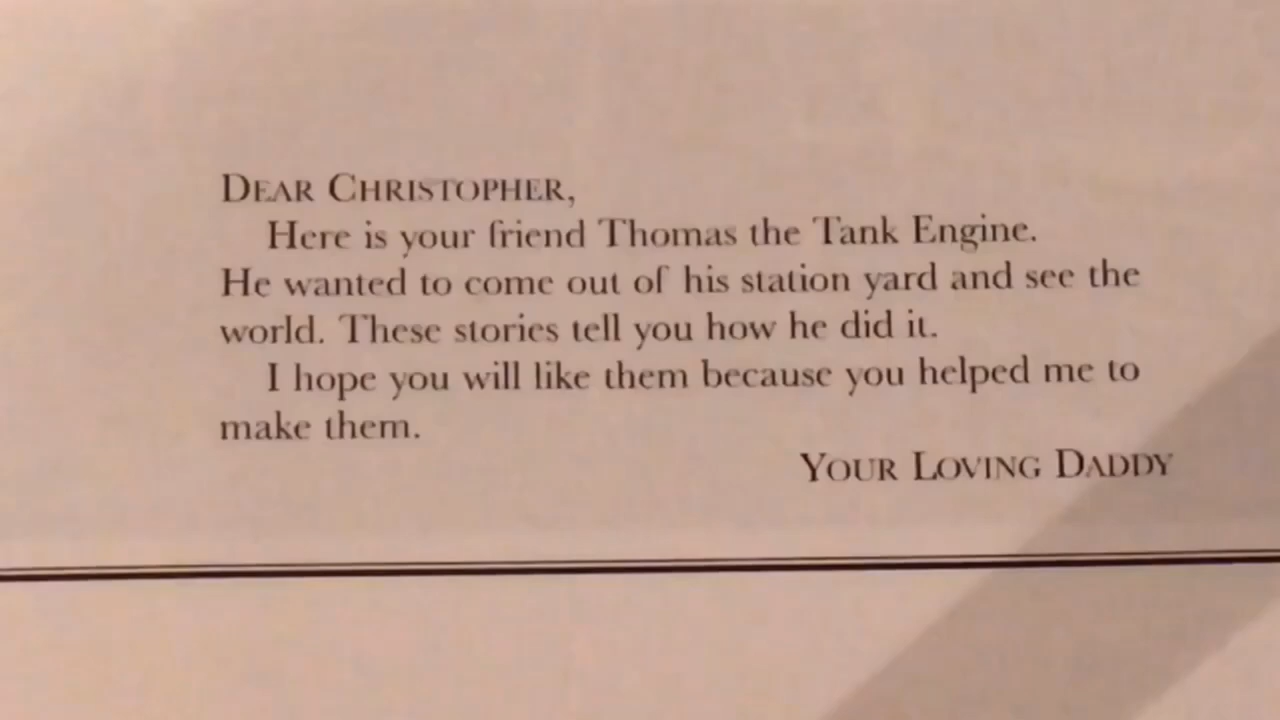 DEAR CHRISTOPHER,
Here is your friend Thomas the Tank Engine.
He wanted to come out of his station yard and see the
world. These stories tell you how he did it.
I hope you will like them because you helped me to
make them.
YOUR LOVING DADDY